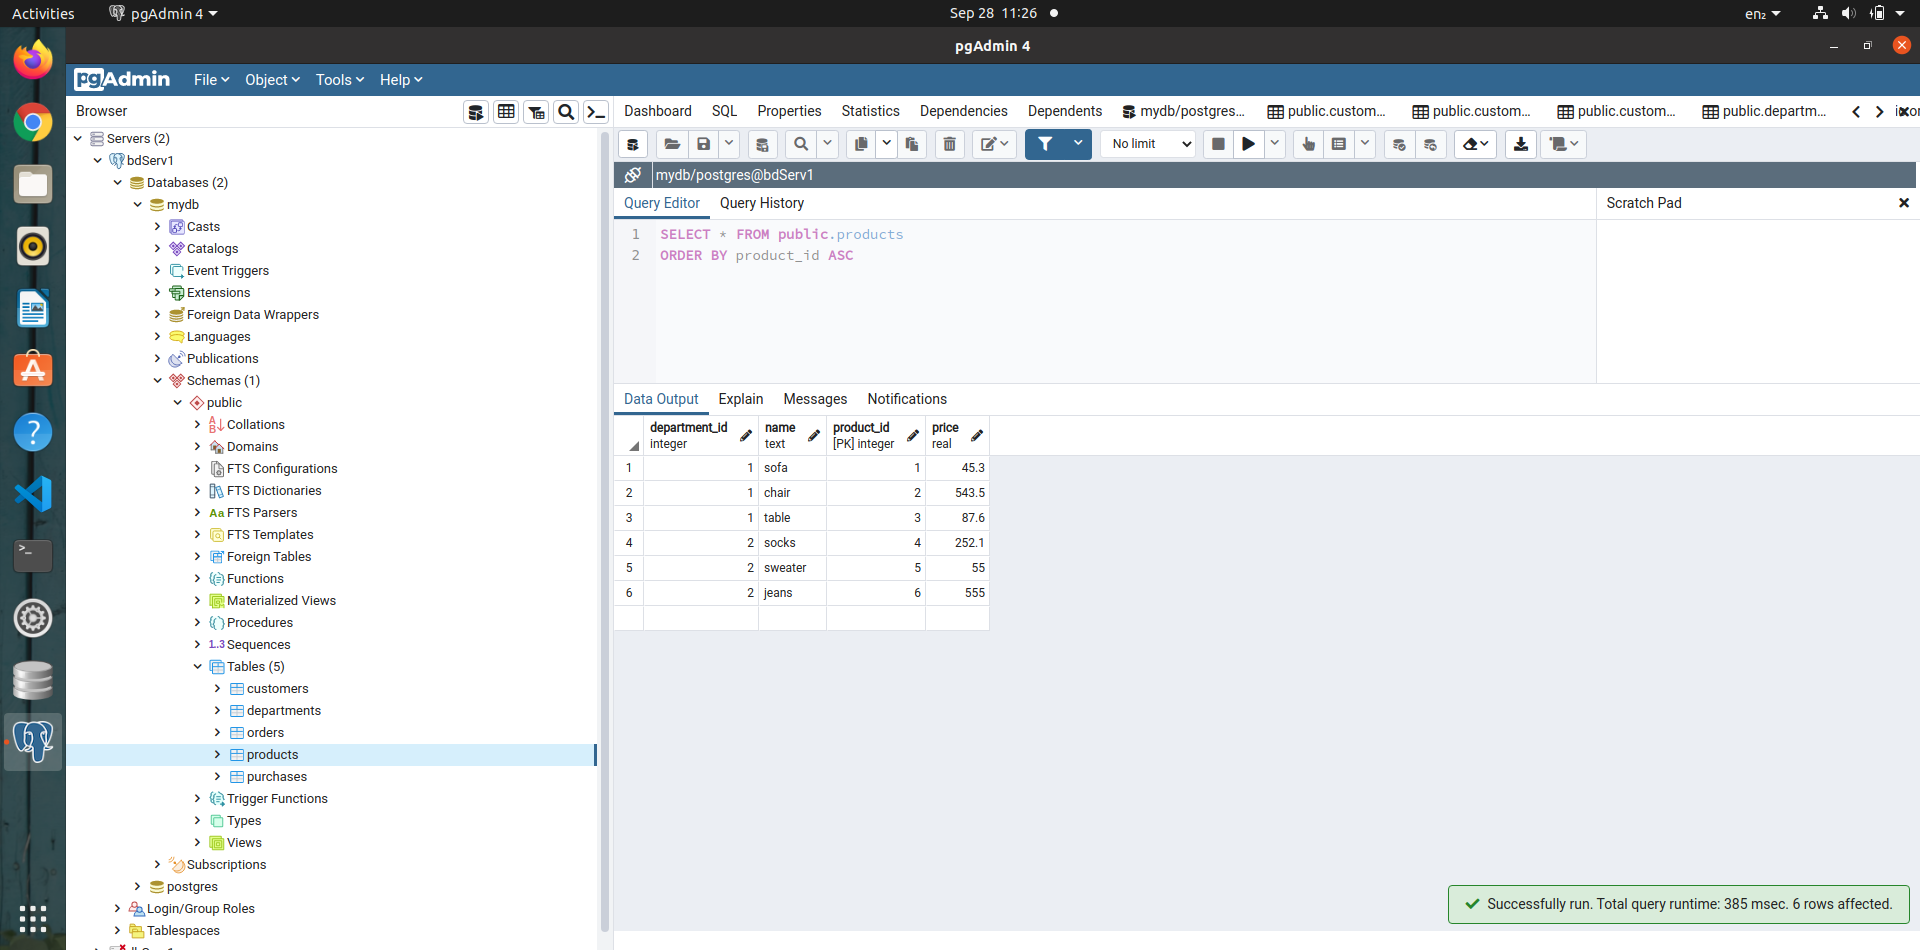 Activities
pgAdmin 4
Sep 28 11:26
en₂
pgAdmin 4
pgAdmin
File
Object
Tools
Help
Browser
Servers (2)
bdServ1
Databases (2)
mydb
Casts
Catalogs
Event Triggers
Extensions
Foreign Data Wrappers
Languages
Publications
Schemas (1)
public
Collations
Domains
FTS Configurations
FTS Dictionaries
Aa FTS Parsers
FTS Templates
Foreign Tables
Functions
Materialized Views
Procedures
1..3 Sequences
Tables (5)
customers
departments
orders
products
purchases
Trigger Functions
Types
Views
Subscriptions
postgres
Login/Group Roles
Tablespaces
Dashboard
SQL
Properties
Statistics
Dependencies
Dependents
mydb/postgres...
public.custom...
public.custom...
public.custom...
public.departm...
No limit
mydb/postgres@bdServ1
Query Editor
Query History
Scratch Pad
1 SELECT * FROM public.products
2 ORDER BY product_id ASC
Data Output
Explain
Messages
Notifications
department_id name product_id price
integer text [PK] integer real
1 1 sofa 1 45.3
2 1 chair 2 543.5
3 1 table 3 87.6
4 2 socks 4 252.1
5 2 sweater 5 55
6 2 jeans 6 555
Successfully run. Total query runtime: 385 msec. 6 rows affected.